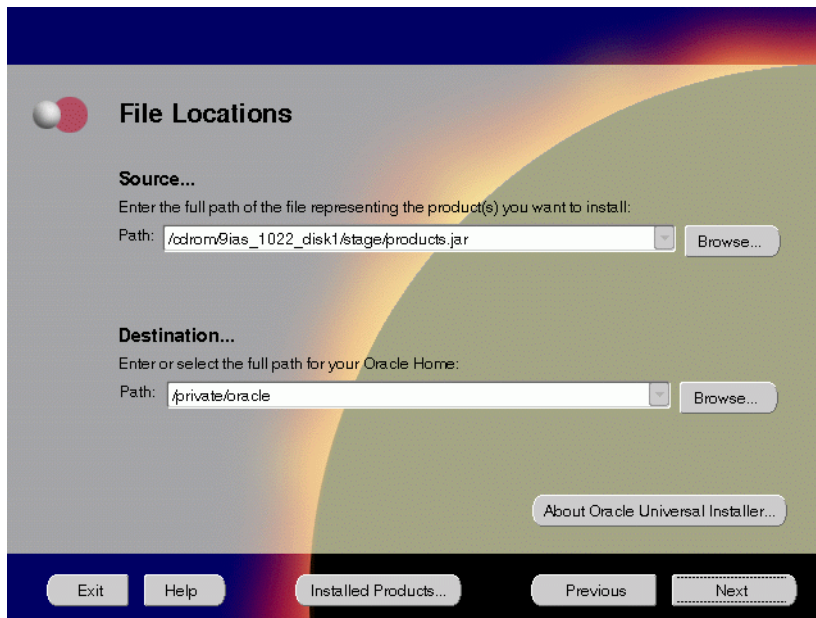 File Locations
Source...
Enter the full path of the file representing the product(s) you want to install:
Path: /cdrom/9ias_1022_disk1/stage/products.jar Browse...
Destination...
Enter or select the full path for your Oracle Home:
Path: /private/oracle Browse...
About Oracle Universal Installer...
Exit Help Installed Products... Previous Next